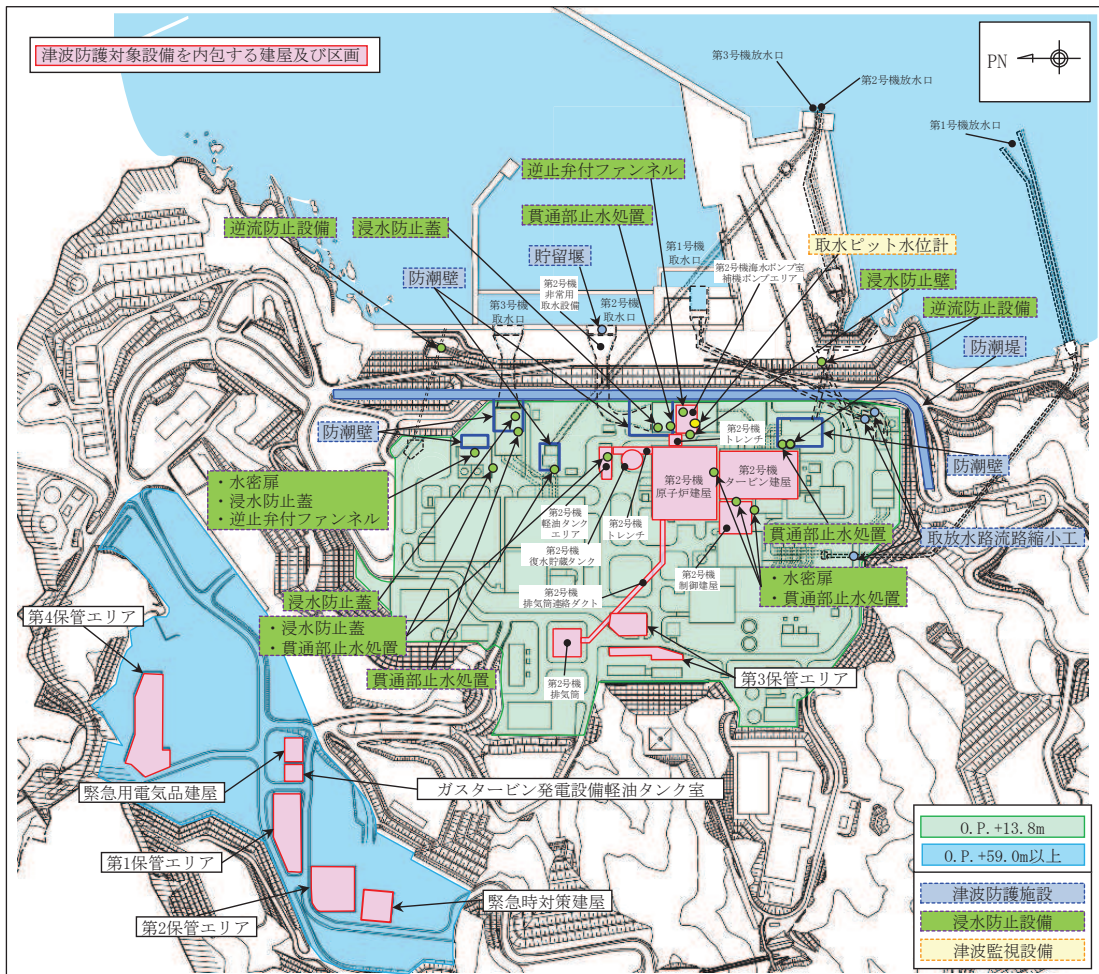 津波防護対象設備を内包する建屋及び区画
PN
第3号機放水口
第2号機放水口
第1号機放水口
逆止弁付ファンネル
貫通部止水処置
逆流防止設備
浸水防止蓋
貯留堰
防潮壁
第1号機
取水口
第2号機海水ポンプ室
補機ポンプエリア
取水ピット水位計
浸水防止壁
逆流防止設備
防潮堤
第3号機
取水口
第2号機
非常用
取水設備
第2号機
取水口
防潮壁
・水密扉
・浸水防止蓋
・逆止弁付ファンネル
第2号機
トレンチ
第2号機
原子炉建屋
第2号機
タービン建屋
防潮壁
第2号機
軽油タンク
エリア
第2号機
トレンチ
第2号機
復水貯蔵タンク
貫通部止水処置
取放水路流路縮小工
第2号機
制御建屋
・水密扉
・貫通部止水処置
第2号機
排気筒連絡ダクト
浸水防止蓋
・浸水防止蓋
・貫通部止水処置
貫通部止水処置
第2号機
排気筒
第3保管エリア
第4保管エリア
緊急用電気品建屋
ガスタービン発電設備軽油タンク室
第1保管エリア
第2保管エリア
緊急時対策建屋
O.P.+13.8m
O.P.+59.0m以上
津波防護施設
浸水防止設備
津波監視設備